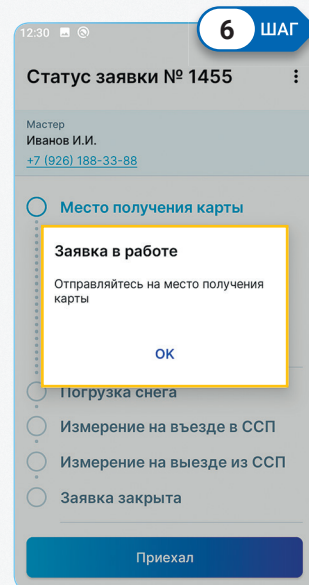 12:30
6 ШАГ
Статус заявки № 1455
Мастер
Иванов И.И.
+7 (926) 188-33-88
Место получения карты
Заявка в работе
Отправляйтесь на место получения
карты
ОК
Погрузка снега
Измерение на въезде в ССП
Измерение на выезде из ССП
Заявка закрыта
Приехал